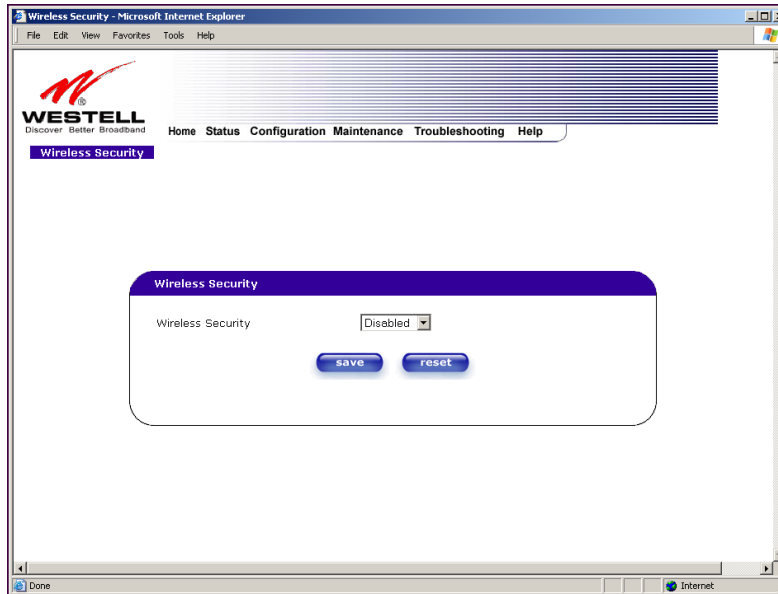 Wireless Security - Microsoft Internet Explorer
File Edit View Favorites Tools Help
WESTELL®
Discover Better Broadband
Home Status Configuration Maintenance Troubleshooting Help
Wireless Security
Wireless Security
Wireless Security Disabled
save reset
Done Internet